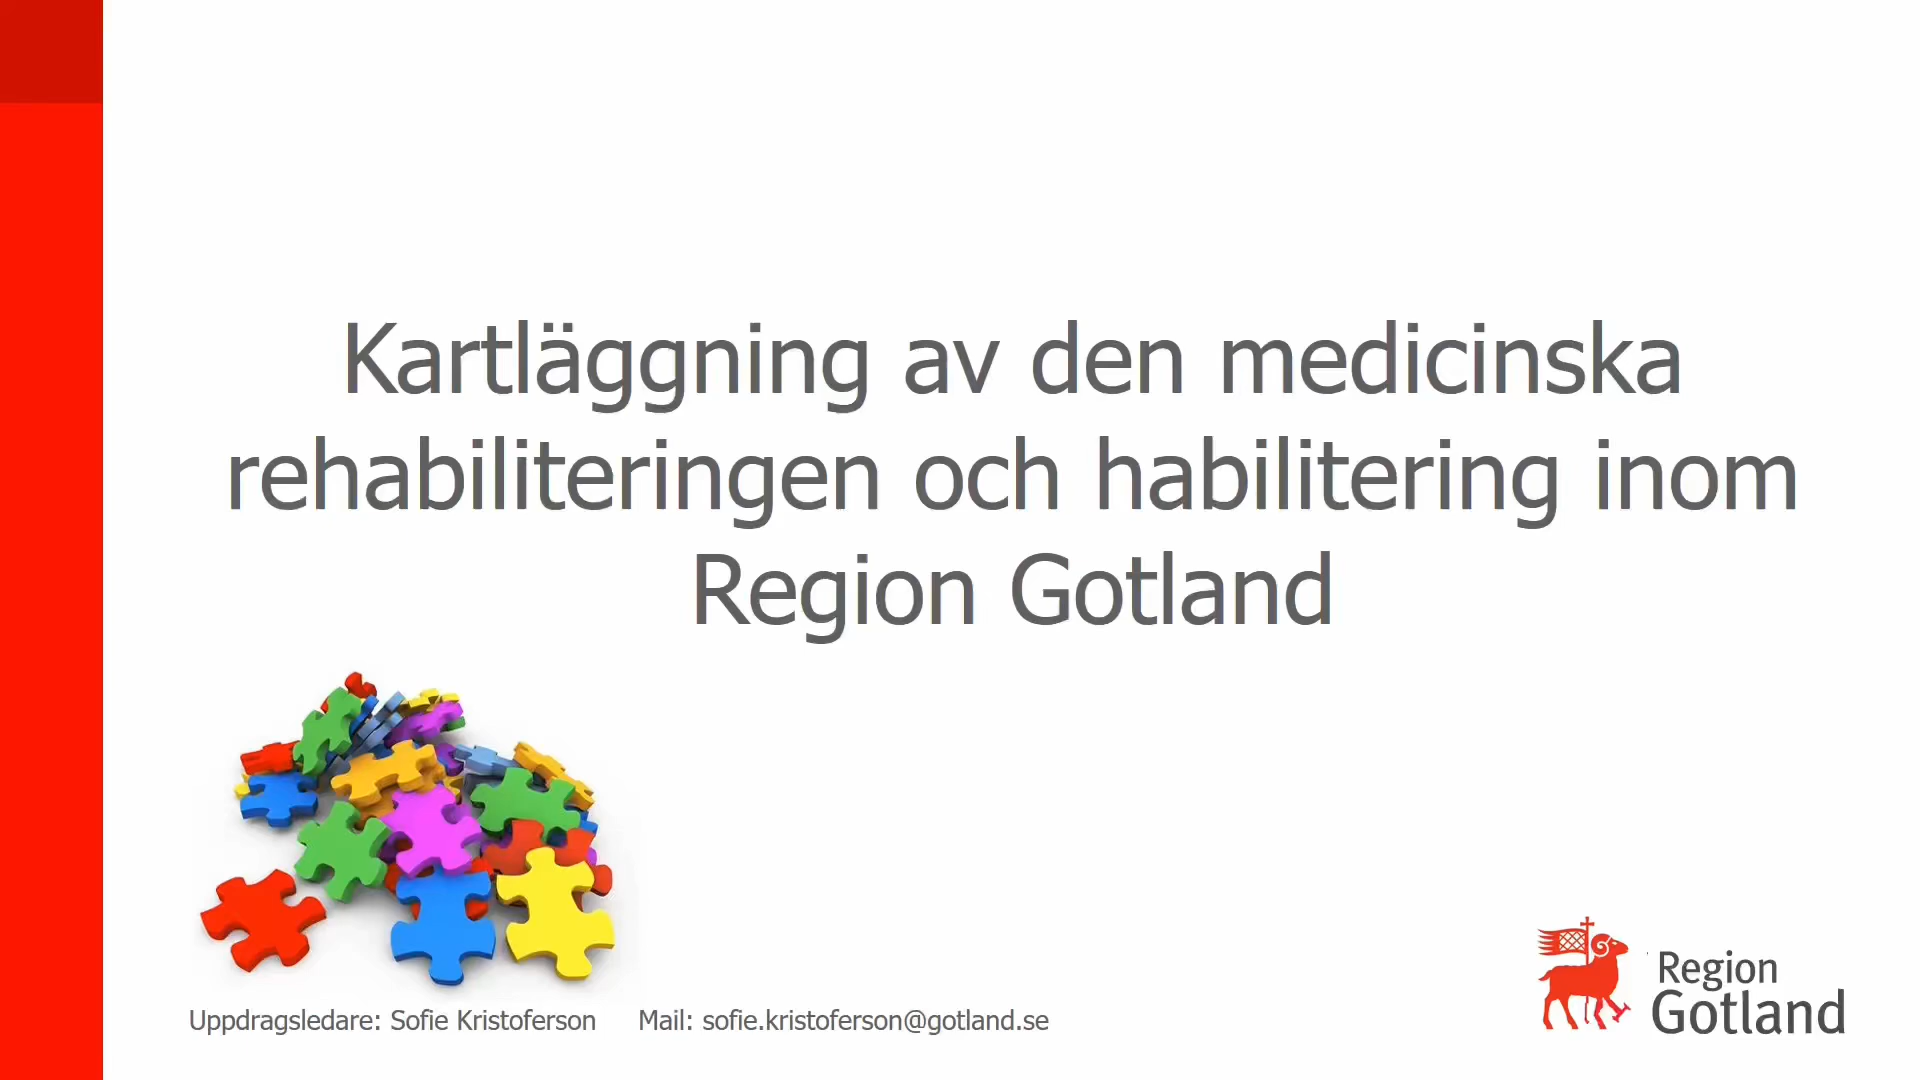 Kartläggning av den medicinska
rehabiliteringen och habilitering inom
Region Gotland
Uppdragsledare: Sofie Kristoferson Mail: sofie.kristoferson@gotland.se
Region
Gotland